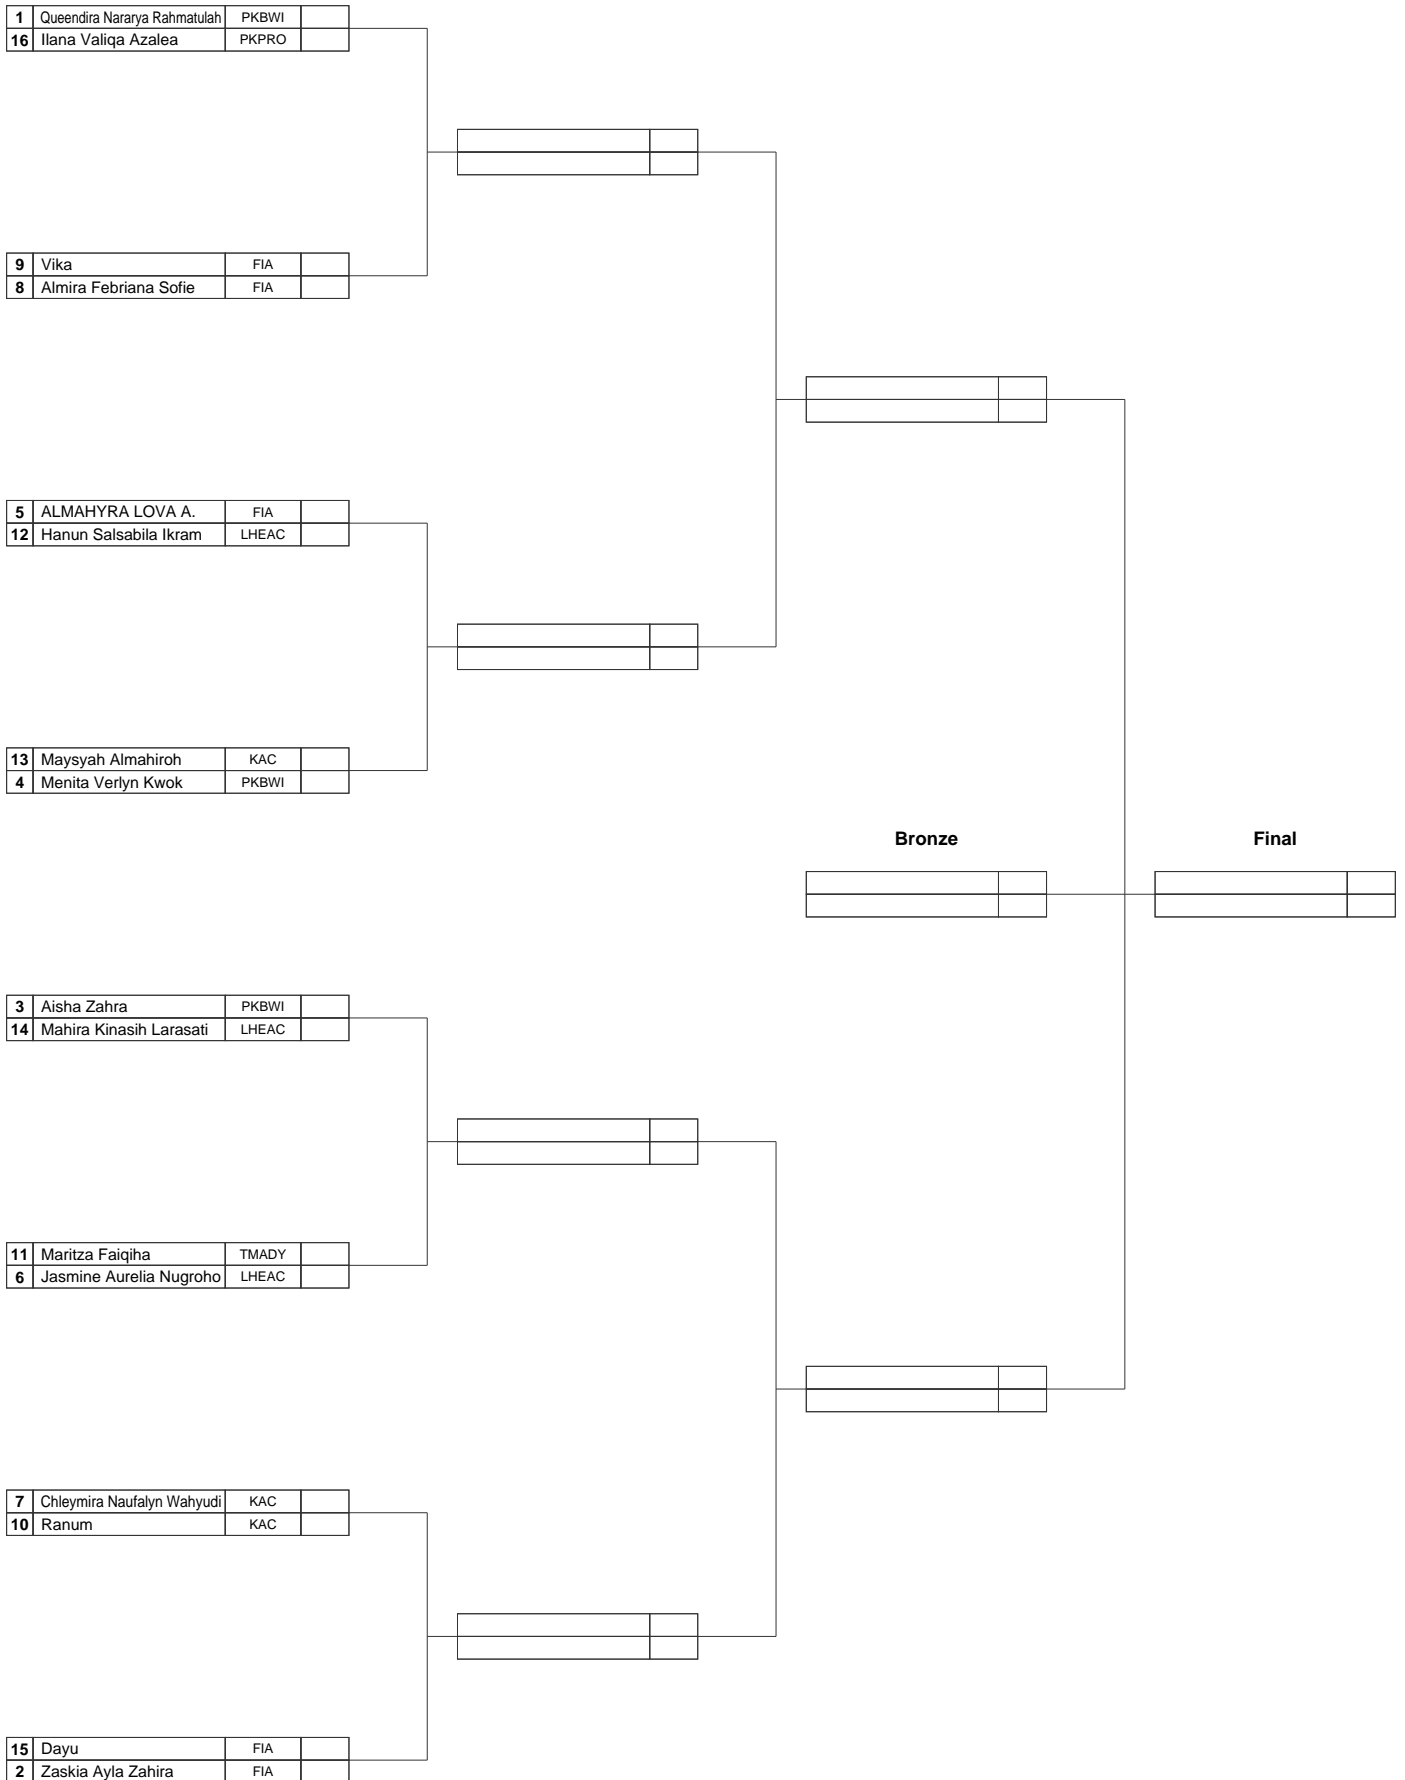 1 Queendira Nararya Rahmatulah PKBWI
16 Ilana Valiqa Azalea PKPRO
9 Vika FIA
8 Almira Febriana Sofie FIA
5 ALMAHYRA LOVA A. FIA
12 Hanun Salsabila Ikram LHEAC
13 Maysyah Almahiroh KAC
4 Menita Verlyn Kwok PKBWI
Bronze Final
3 Aisha Zahra PKBWI
14 Mahira Kinasih Larasati LHEAC
11 Maritza Faiqiha TMADY
6 Jasmine Aurelia Nugroho LHEAC
7 Chleymira Naufalyn Wahyudi KAC
10 Ranum KAC
15 Dayu FIA
2 Zaskia Ayla Zahira FIA